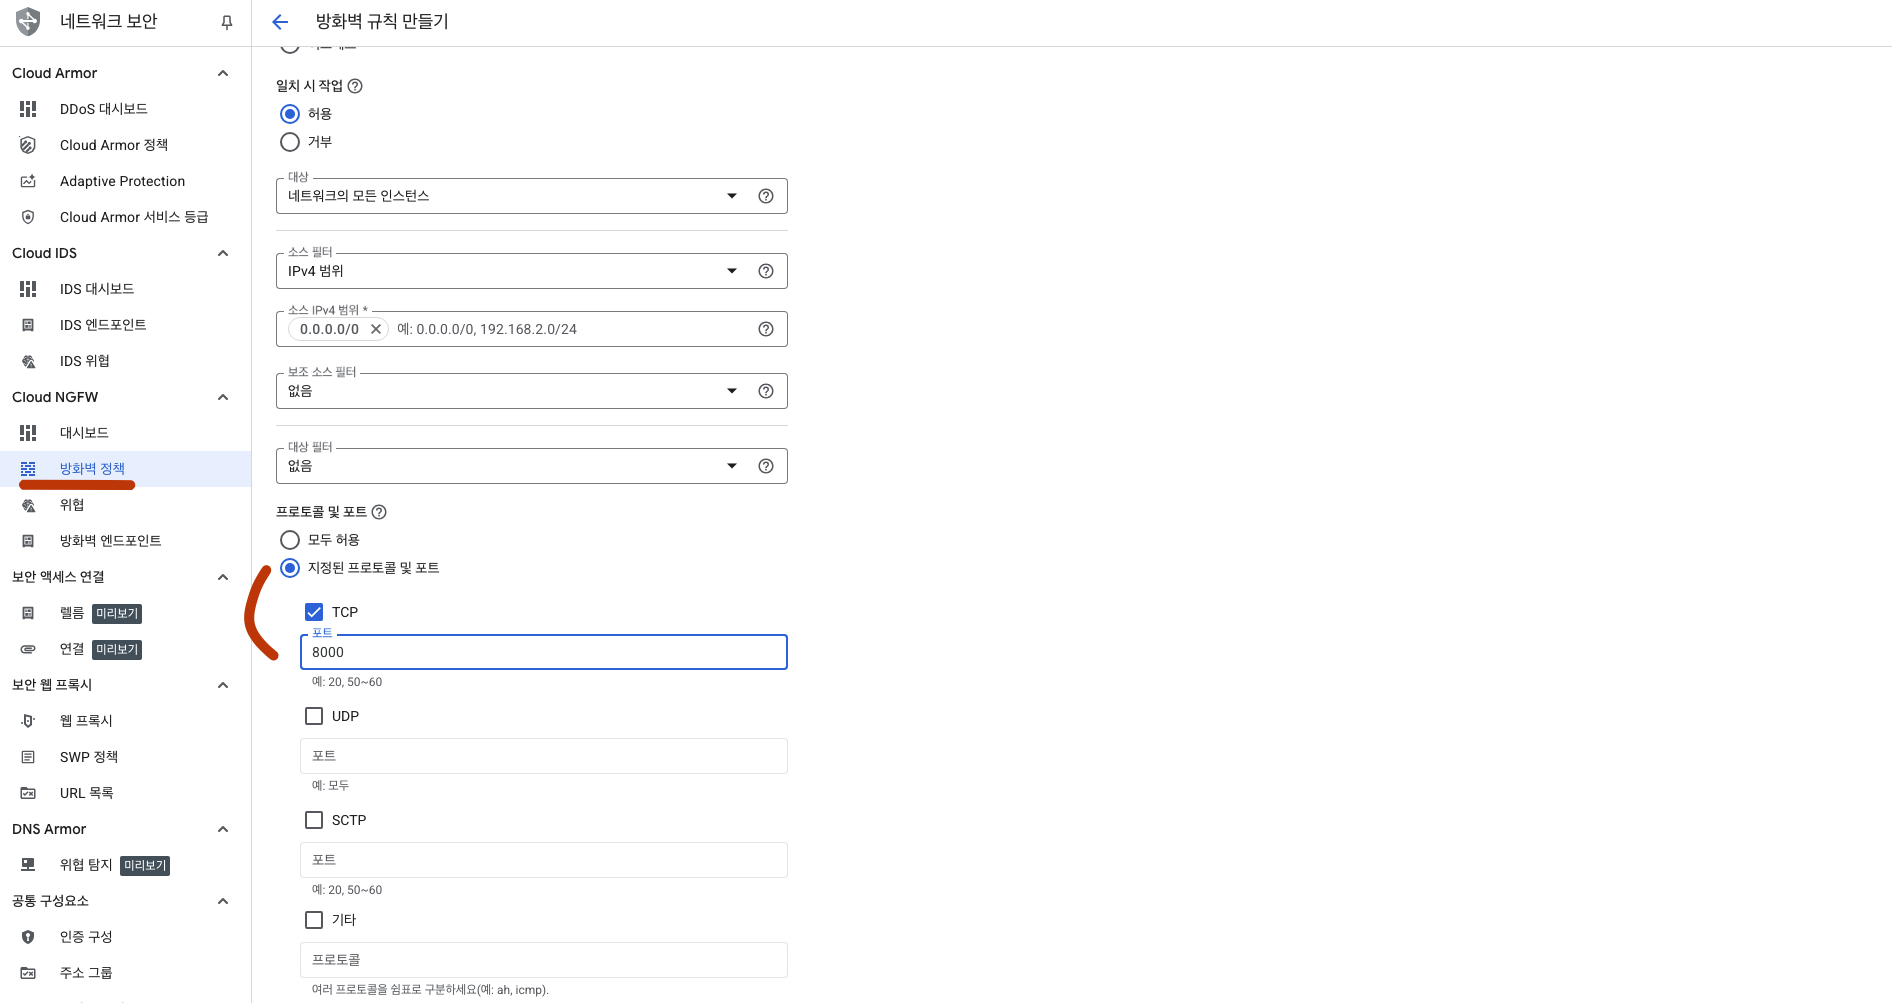 네트워크 보안
방화벽 규칙 만들기
Cloud Armor
DDoS 대시보드
Cloud Armor 정책
Adaptive Protection
Cloud Armor 서비스 등급
Cloud IDS
IDS 대시보드
IDS 엔드포인트
IDS 위협
Cloud NGFW
대시보드
방화벽 정책
위협
방화벽 엔드포인트
보안 액세스 연결
렐름 미리보기
연결 미리보기
보안 웹 프록시
웹 프록시
SWP 정책
URL 목록
DNS Armor
위협 탐지 미리보기
공통 구성요소
인증 구성
주소 그룹
일치 시 작업
허용
거부
대상
네트워크의 모든 인스턴스
소스 필터
IPv4 범위
소스 IPv4 범위 *
0.0.0.0/0 예: 0.0.0.0/0, 192.168.2.0/24
보조 소스 필터
없음
대상 필터
없음
프로토콜 및 포트
모두 허용
지정된 프로토콜 및 포트
TCP
포트
8000
예: 20, 50~60
UDP
포트
예: 모두
SCTP
포트
예: 20, 50~60
기타
프로토콜
여러 프로토콜을 쉼표로 구분하세요(예: ah, icmp).